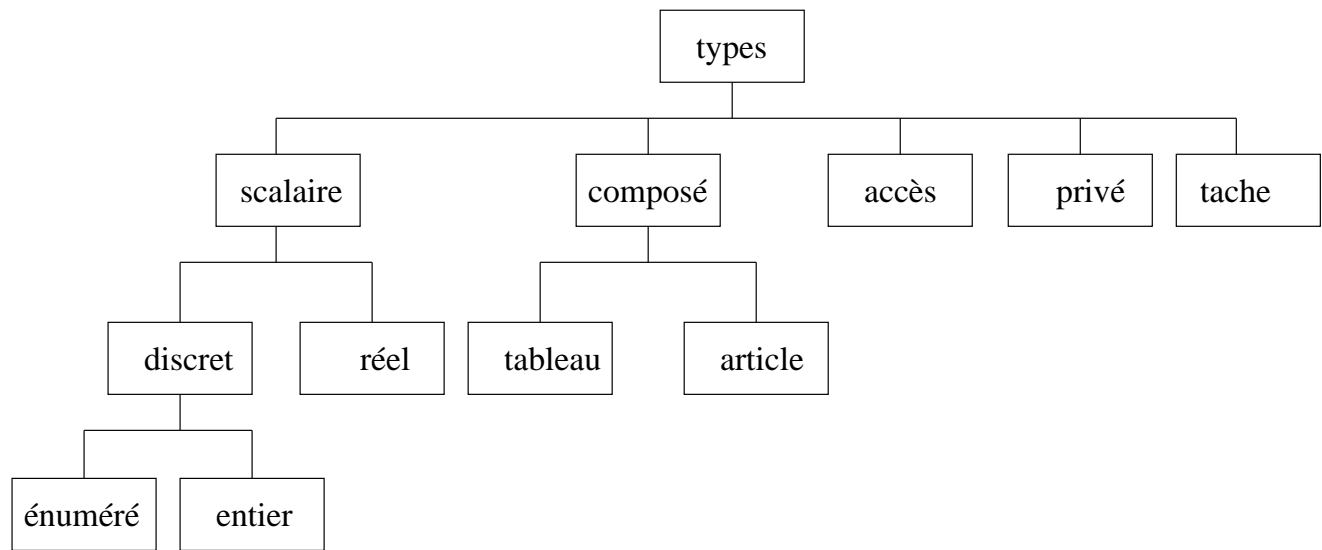 types
scalaire
composé
accès
privé
tache
discret
réel
tableau
article
énuméré
entier